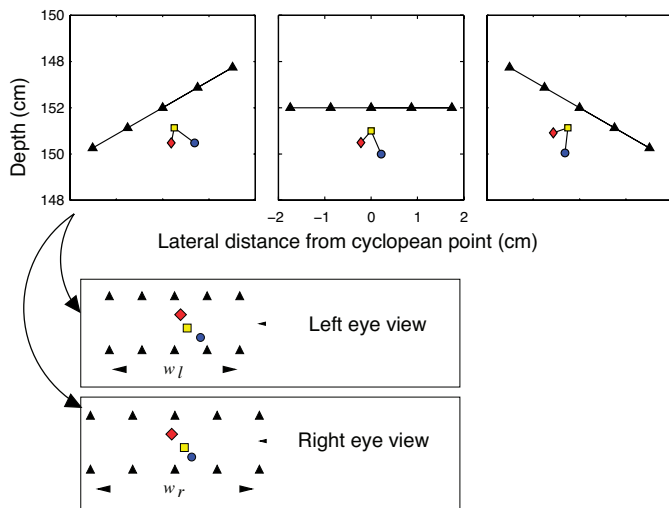 150
148
152
150
148
Depth (cm)
−2 −1 0 1 2
Lateral distance from cyclopean point (cm)
Left eye view
w_l
Right eye view
w_r